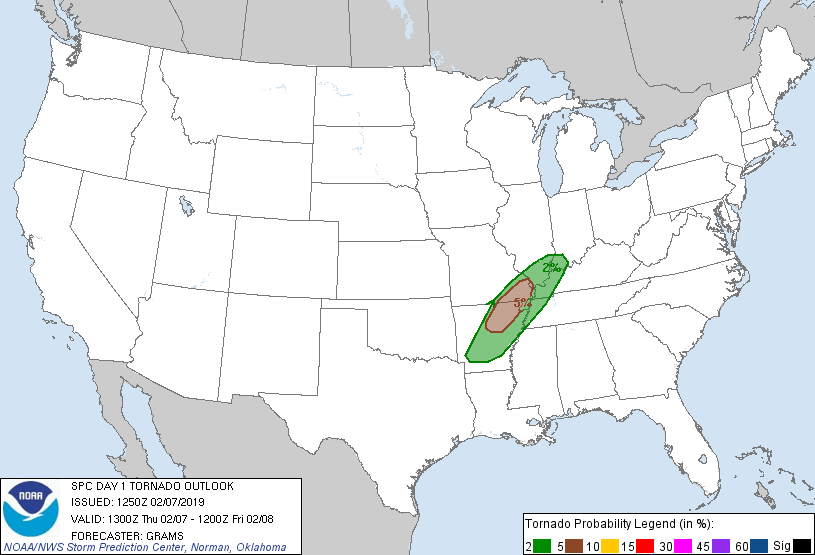 2%
5%
NOAA
SPC DAY 1 TORNADO OUTLOOK
ISSUED: 1250Z 02/07/2019
VALID: 1300Z Thu 02/07 - 1200Z Fri 02/08
FORECASTER: GRAMS
NOAA/NWS Storm Prediction Center, Norman, Oklahoma
Tornado Probability Legend (in %):
2 5 10 15 30 45 60 Sig